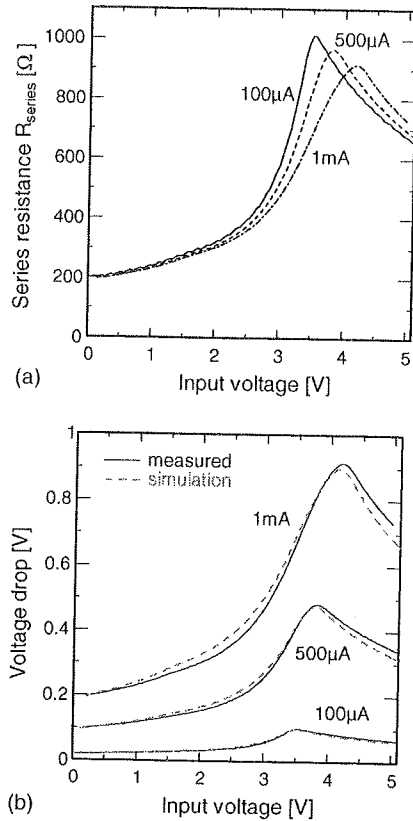 Series resistance R_series [Ω]
1000
800
600
400
200
0
500µA
100µA
1mA
0 1 2 3 4 5
Input voltage [V]
(a)
Voltage drop [V]
1
0.8
0.6
0.4
0.2
0
measured
simulation
1mA
500µA
100µA
0 1 2 3 4 5
Input voltage [V]
(b)